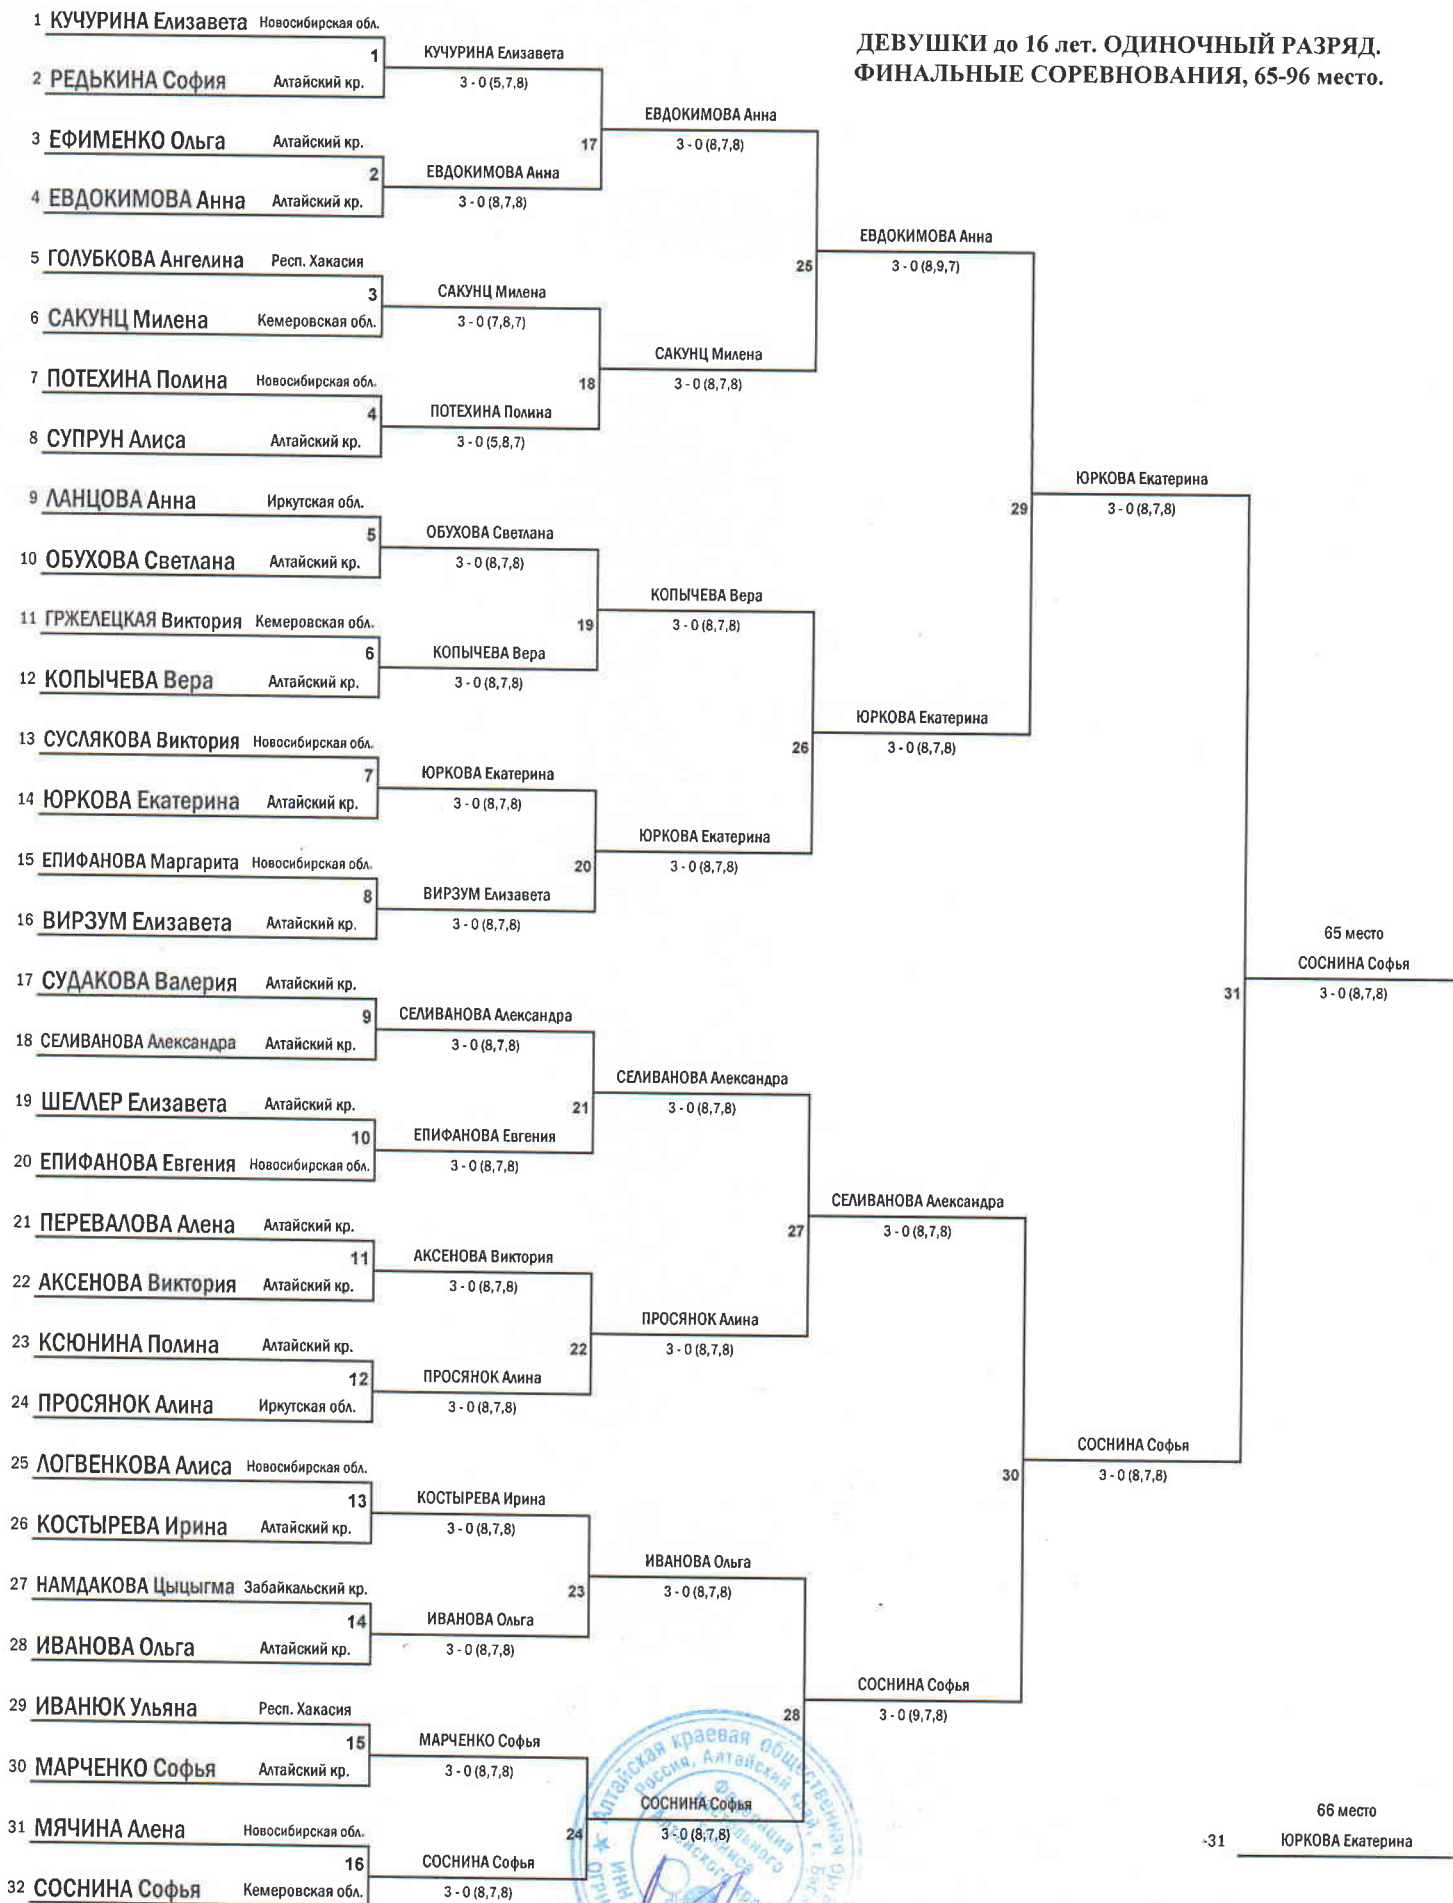 ДЕВУШКИ до 16 лет. ОДИНОЧНЫЙ РАЗРЯД.
ФИНАЛЬНЫЕ СОРЕВНОВАНИЯ, 65-96 место.
1 КУЧУРИНА Елизавета Новосибирская обл.
1 КУЧУРИНА Елизавета
2 РЕДЬКИНА София Алтайский кр.
3 - 0 (5,7,8)
ЕВДОКИМОВА Анна
3 ЕФИМЕНКО Ольга Алтайский кр.
17 3 - 0 (8,7,8)
2 ЕВДОКИМОВА Анна
4 ЕВДОКИМОВА Анна Алтайский кр.
3 - 0 (8,7,8)
ЕВДОКИМОВА Анна
5 ГОЛУБКОВА Ангелина Респ. Хакасия
25 3 - 0 (8,9,7)
3 САКУНЦ Милена
6 САКУНЦ Милена Кемеровская обл.
3 - 0 (7,8,7)
САКУНЦ Милена
7 ПОТЕХИНА Полина Новосибирская обл.
18 3 - 0 (8,7,8)
4 ПОТЕХИНА Полина
8 СУПРУН Алиса Алтайский кр.
3 - 0 (5,8,7)
ЮРКОВА Екатерина
9 ЛАНЦОВА Анна Иркутская обл.
29 3 - 0 (8,7,8)
5 ОБУХОВА Светлана
10 ОБУХОВА Светлана Алтайский кр.
3 - 0 (8,7,8)
КОПЫЧЕВА Вера
11 ГРЖЕЛЕЦКАЯ Виктория Кемеровская обл.
19 3 - 0 (8,7,8)
6 КОПЫЧЕВА Вера
12 КОПЫЧЕВА Вера Алтайский кр.
3 - 0 (8,7,8)
ЮРКОВА Екатерина
13 СУСЛЯКОВА Виктория Новосибирская обл.
26 3 - 0 (8,7,8)
7 ЮРКОВА Екатерина
14 ЮРКОВА Екатерина Алтайский кр.
3 - 0 (8,7,8)
ЮРКОВА Екатерина
15 ЕПИФАНОВА Маргарита Новосибирская обл.
20 3 - 0 (8,7,8)
8 ВИРЗУМ Елизавета
16 ВИРЗУМ Елизавета Алтайский кр.
3 - 0 (8,7,8)
65 место
СОСНИНА Софья
17 СУДАКОВА Валерия Алтайский кр.
31 3 - 0 (8,7,8)
9 СЕЛИВАНОВА Александра
18 СЕЛИВАНОВА Александра Алтайский кр.
3 - 0 (8,7,8)
СЕЛИВАНОВА Александра
19 ШЕЛЛЕР Елизавета Алтайский кр.
21 3 - 0 (8,7,8)
10 ЕПИФАНОВА Евгения
20 ЕПИФАНОВА Евгения Новосибирская обл.
3 - 0 (8,7,8)
СЕЛИВАНОВА Александра
21 ПЕРЕВАЛОВА Алена Алтайский кр.
27 3 - 0 (8,7,8)
11 АКСЕНОВА Виктория
22 АКСЕНОВА Виктория Алтайский кр.
3 - 0 (8,7,8)
ПРОСЯНОК Алина
23 КСЮНИНА Полина Алтайский кр.
22 3 - 0 (8,7,8)
12 ПРОСЯНОК Алина
24 ПРОСЯНОК Алина Иркутская обл.
3 - 0 (8,7,8)
СОСНИНА Софья
25 ЛОГВЕНКОВА Алиса Новосибирская обл.
30 3 - 0 (8,7,8)
13 КОСТЫРЕВА Ирина
26 КОСТЫРЕВА Ирина Алтайский кр.
3 - 0 (8,7,8)
ИВАНОВА Ольга
27 НАМДАКОВА Цыцыгма Забайкальский кр.
23 3 - 0 (8,7,8)
14 ИВАНОВА Ольга
28 ИВАНОВА Ольга Алтайский кр.
3 - 0 (8,7,8)
СОСНИНА Софья
29 ИВАНЮК Ульяна Респ. Хакасия
28 3 - 0 (9,7,8)
15 МАРЧЕНКО Софья
30 МАРЧЕНКО Софья Алтайский кр.
3 - 0 (8,7,8)
СОСНИНА Софья
31 МЯЧИНА Алена Новосибирская обл.
24 3 - 0 (8,7,8)
66 место
-31 ЮРКОВА Екатерина
16 СОСНИНА Софья
32 СОСНИНА Софья Кемеровская обл.
3 - 0 (8,7,8)
Алтайская краевая общественная
Россия, Алтайский край, г.
Федерация
настольного
тенниса
Алтайского